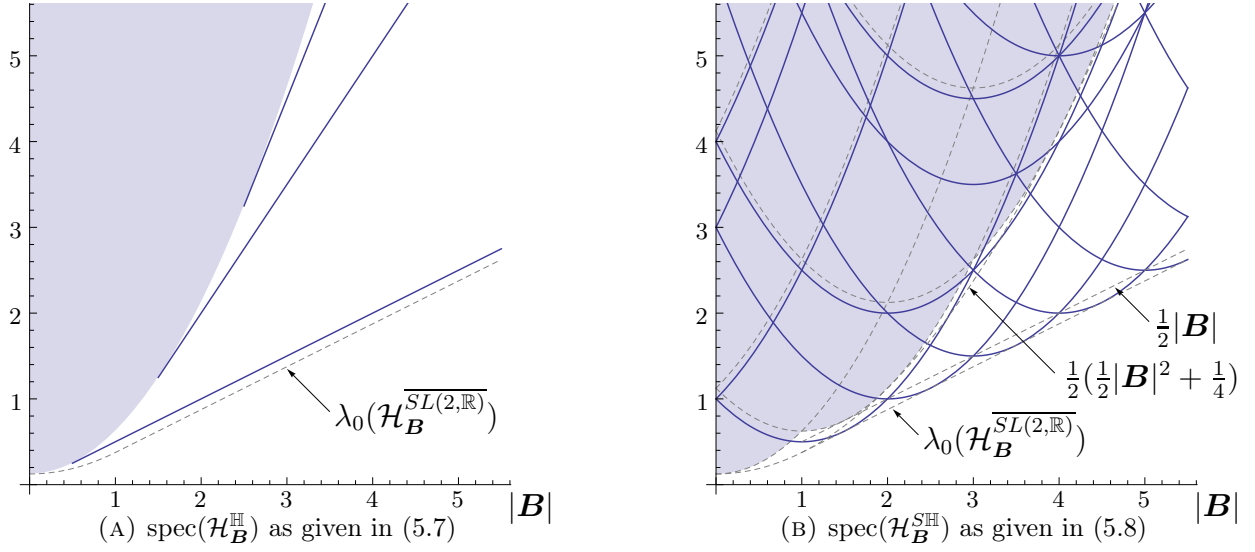 5
4
3
2
1
1 2 3 4 5 |B|
λ₀(ℋ_B^{\overline{SL(2,ℝ)}})
(A) spec(ℋ_B^ℍ) as given in (5.7)
5
4
3
2
1
1 2 3 4 5 |B|
½|B|
½(½|B|² + ¼)
λ₀(ℋ_B^{\overline{SL(2,ℝ)}})
(B) spec(ℋ_B^{Sℍ}) as given in (5.8)